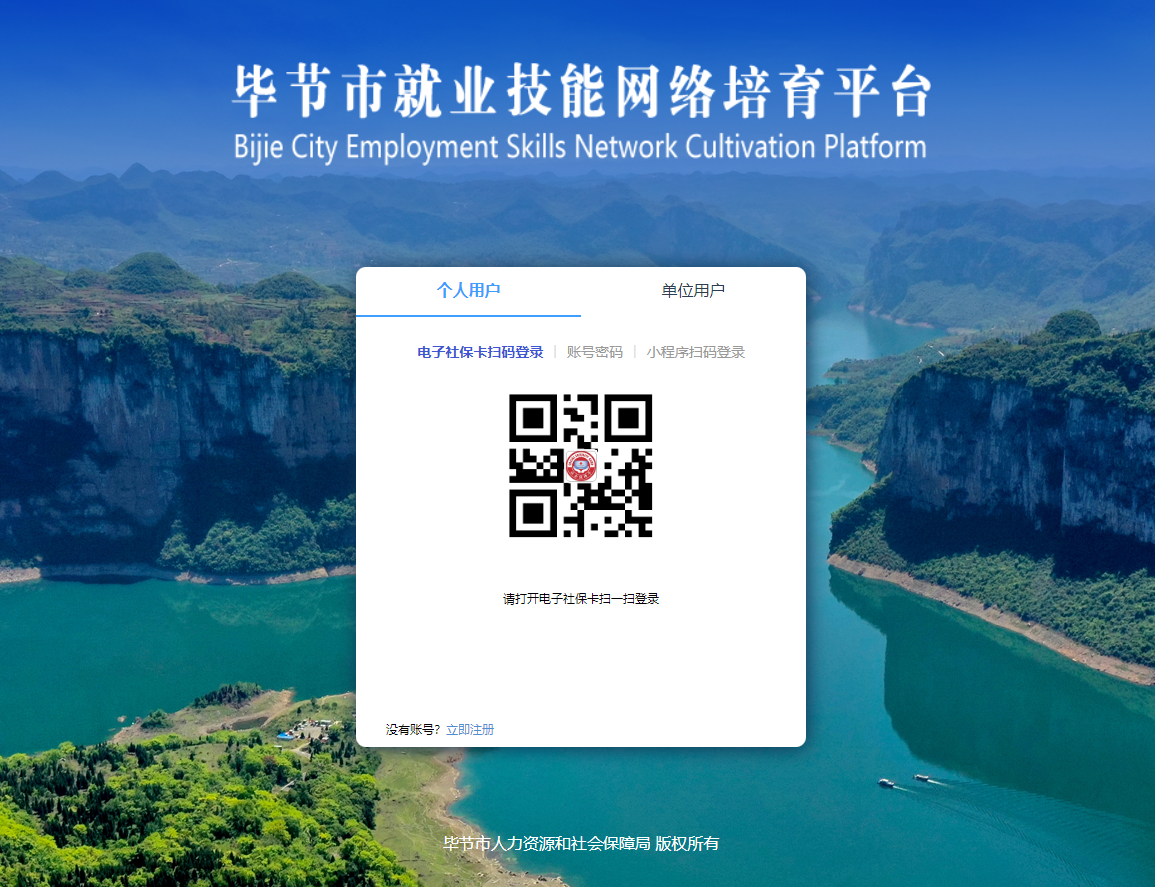 毕节市就业技能网络培育平台
Bijie City Employment Skills Network Cultivation Platform
个人用户 单位用户
电子社保卡扫码登录 | 账号密码 | 小程序扫码登录
请打开电子社保卡扫一扫登录
没有账号? 立即注册
毕节市人力资源和社会保障局 版权所有